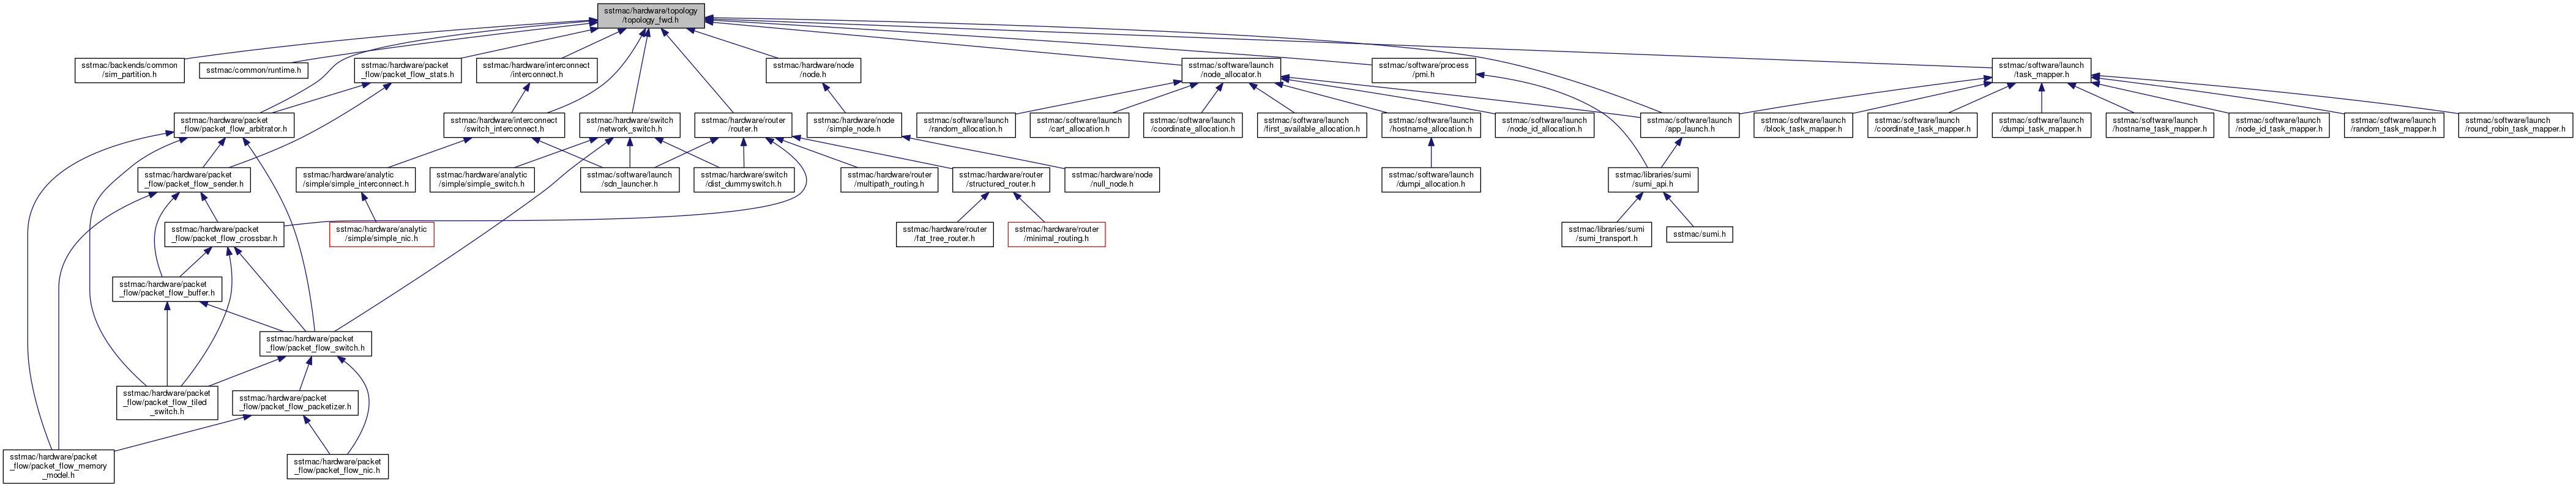 sstmac/hardware/topology
/topology_fwd.h
sstmac/backends/common
/sim_partition.h
sstmac/common/runtime.h
sstmac/hardware/packet
_flow/packet_flow_stats.h
sstmac/hardware/interconnect
/interconnect.h
sstmac/hardware/node
/node.h
sstmac/software/launch
/node_allocator.h
sstmac/software/process
/pmi.h
sstmac/software/launch
/task_mapper.h
sstmac/hardware/packet
_flow/packet_flow_arbitrator.h
sstmac/hardware/interconnect
/switch_interconnect.h
sstmac/hardware/switch
/network_switch.h
sstmac/hardware/router
/router.h
sstmac/hardware/node
/simple_node.h
sstmac/software/launch
/random_allocation.h
sstmac/software/launch
/cart_allocation.h
sstmac/software/launch
/coordinate_allocation.h
sstmac/software/launch
/first_available_allocation.h
sstmac/software/launch
/hostname_allocation.h
sstmac/software/launch
/node_id_allocation.h
sstmac/software/launch
/app_launch.h
sstmac/software/launch
/block_task_mapper.h
sstmac/software/launch
/coordinate_task_mapper.h
sstmac/software/launch
/dumpi_task_mapper.h
sstmac/software/launch
/hostname_task_mapper.h
sstmac/software/launch
/node_id_task_mapper.h
sstmac/software/launch
/random_task_mapper.h
sstmac/software/launch
/round_robin_task_mapper.h
sstmac/hardware/packet
_flow/packet_flow_sender.h
sstmac/hardware/analytic
/simple/simple_interconnect.h
sstmac/hardware/analytic
/simple/simple_switch.h
sstmac/software/launch
/sdn_launcher.h
sstmac/hardware/switch
/dist_dummyswitch.h
sstmac/hardware/router
/multipath_routing.h
sstmac/hardware/router
/structured_router.h
sstmac/hardware/node
/null_node.h
sstmac/software/launch
/dumpi_allocation.h
sstmac/libraries/sumi
/sumi_api.h
sstmac/hardware/packet
_flow/packet_flow_crossbar.h
sstmac/hardware/analytic
/simple/simple_nic.h
sstmac/hardware/router
/fat_tree_router.h
sstmac/hardware/router
/minimal_routing.h
sstmac/libraries/sumi
/sumi_transport.h
sstmac/sumi.h
sstmac/hardware/packet
_flow/packet_flow_buffer.h
sstmac/hardware/packet
_flow/packet_flow_switch.h
sstmac/hardware/packet
_flow/packet_flow_tiled
_switch.h
sstmac/hardware/packet
_flow/packet_flow_packetizer.h
sstmac/hardware/packet
_flow/packet_flow_memory
_model.h
sstmac/hardware/packet
_flow/packet_flow_nic.h